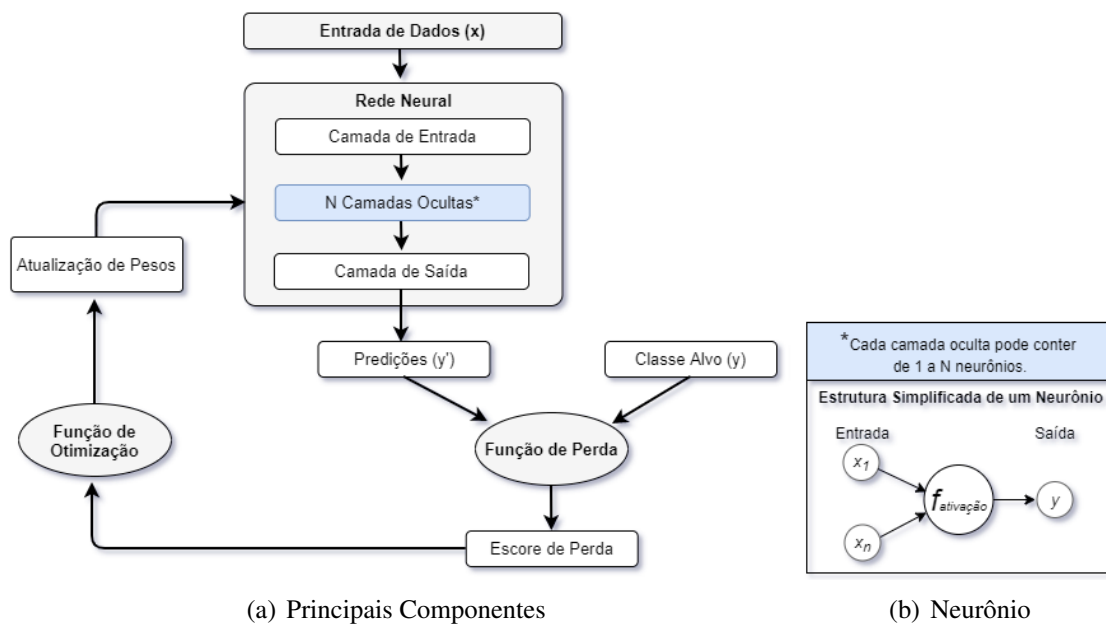 Entrada de Dados (x)
Rede Neural
Camada de Entrada
N Camadas Ocultas*
Camada de Saída
Atualização de Pesos
Predições (y')
Classe Alvo (y)
Função de
Otimização
Função de Perda
Escore de Perda
(a) Principais Componentes
*Cada camada oculta pode conter
de 1 a N neurônios.
Estrutura Simplificada de um Neurônio
Entrada
Saída
x1
fativação
y
xn
(b) Neurônio